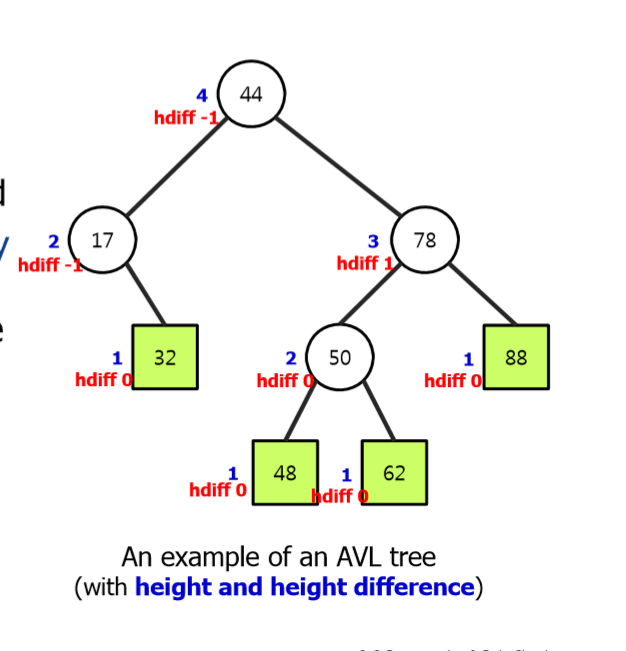 4 44
hdiff -1
2 17
hdiff -1
3 78
hdiff 1
1 32
hdiff 0
2 50
hdiff 0
1 88
hdiff 0
1 48
hdiff 0
1 62
hdiff 0
An example of an AVL tree
(with height and height difference)